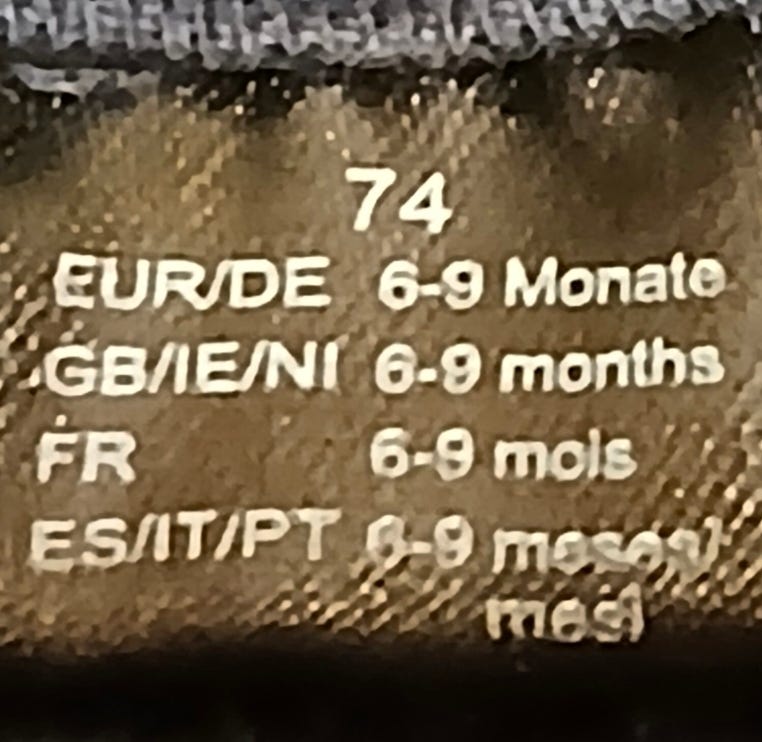 74
EUR/DE 6-9 Monate
GB/IE/NI 6-9 months
FR 6-9 mois
ES/IT/PT 6-9 meses/
mesi